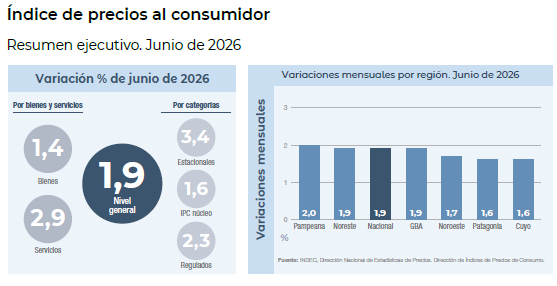 Índice de precios al consumidor
Resumen ejecutivo. Junio de 2026
Variación % de junio de 2026
Por bienes y servicios
Por categorías
1,4
Bienes
2,9
Servicios
1,9
Nivel
general
3,4
Estacionales
1,6
IPC núcleo
2,3
Regulados
Variaciones mensuales por región. Junio de 2026
Variaciones mensuales
3
2
1
0
%
2,0
1,9
1,9
1,9
1,7
1,6
1,6
Pampeana
Noreste
Nacional
GBA
Noroeste
Patagonia
Cuyo
Fuente: INDEC, Dirección Nacional de Estadísticas de Precios. Dirección de Índices de Precios de Consumo.